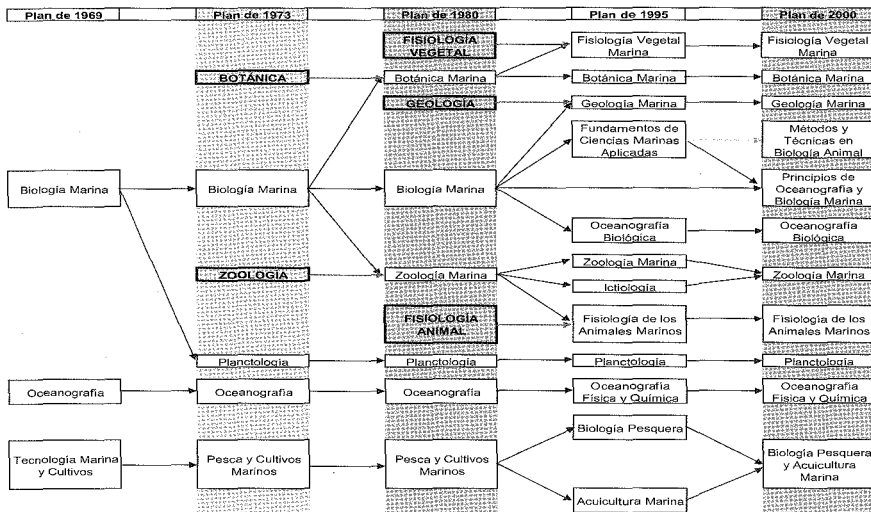 Plan de 1969
Plan de 1973
Plan de 1980
Plan de 1995
Plan de 2000
Biología Marina
Oceanografía
Tecnología Marina
y Cultivos
BOTÁNICA
Biología Marina
ZOOLOGÍA
Planctología
Oceanografía
Pesca y Cultivos
Marinos
FISIOLOGÍA
VEGETAL
Botánica Marina
GEOLOGÍA
Biología Marina
Zoología Marina
FISIOLOGÍA
ANIMAL
Planctología
Oceanografía
Pesca y Cultivos
Marinos
Fisiología Vegetal
Marina
Botánica Marina
Geología Marina
Fundamentos de
Ciencias Marinas
Aplicadas
Oceanografía
Biológica
Zoología Marina
Ictiología
Fisiología de los
Animales Marinos
Planctología
Oceanografía
Física y Química
Biología Pesquera
Acuicultura Marina
Fisiología Vegetal
Marina
Botánica Marina
Geología Marina
Métodos y
Técnicas en
Biología Animal
Principios de
Oceanografía y
Biología Marina
Oceanografía
Biológica
Zoología Marina
Fisiología de los
Animales Marinos
Planctología
Oceanografía
Física y Química
Biología Pesquera
y Acuicultura
Marina